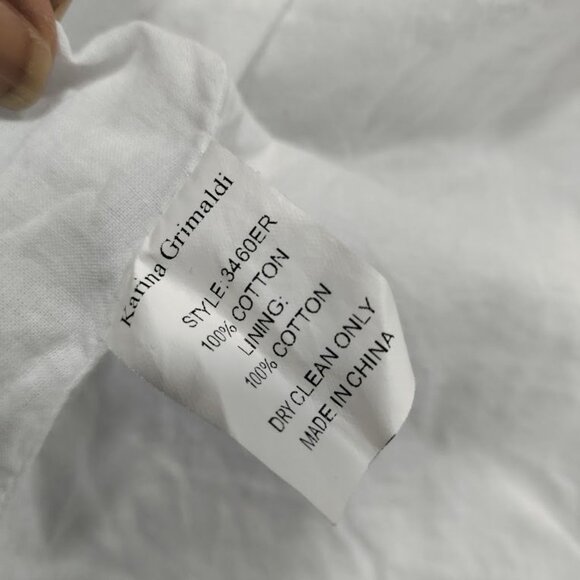 Karina Grimaldi
STYLE:3460ER
100% COTTON
LINING:
100% COTTON
DRY CLEAN ONLY
MADE IN CHINA